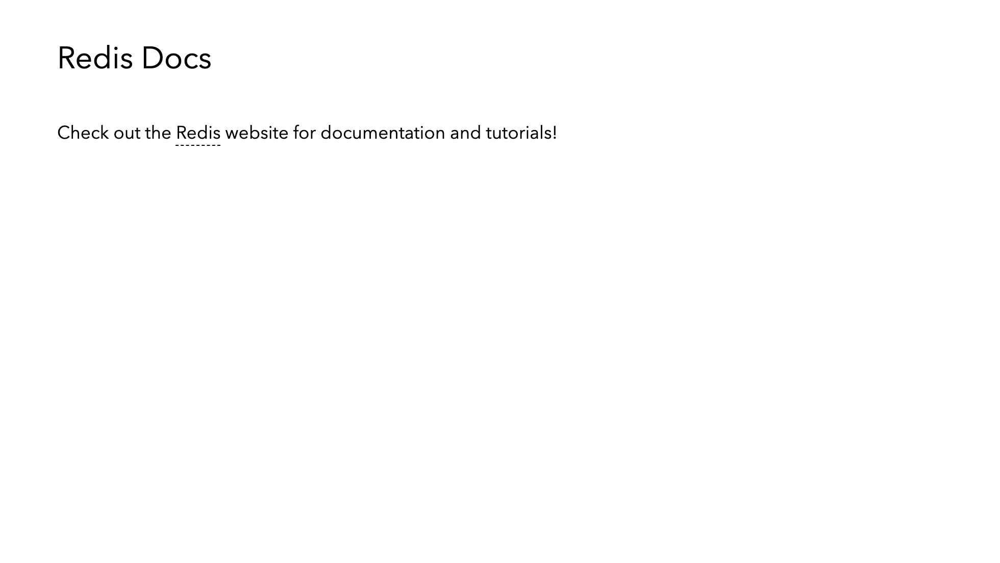 Redis Docs
Check out the Redis website for documentation and tutorials!